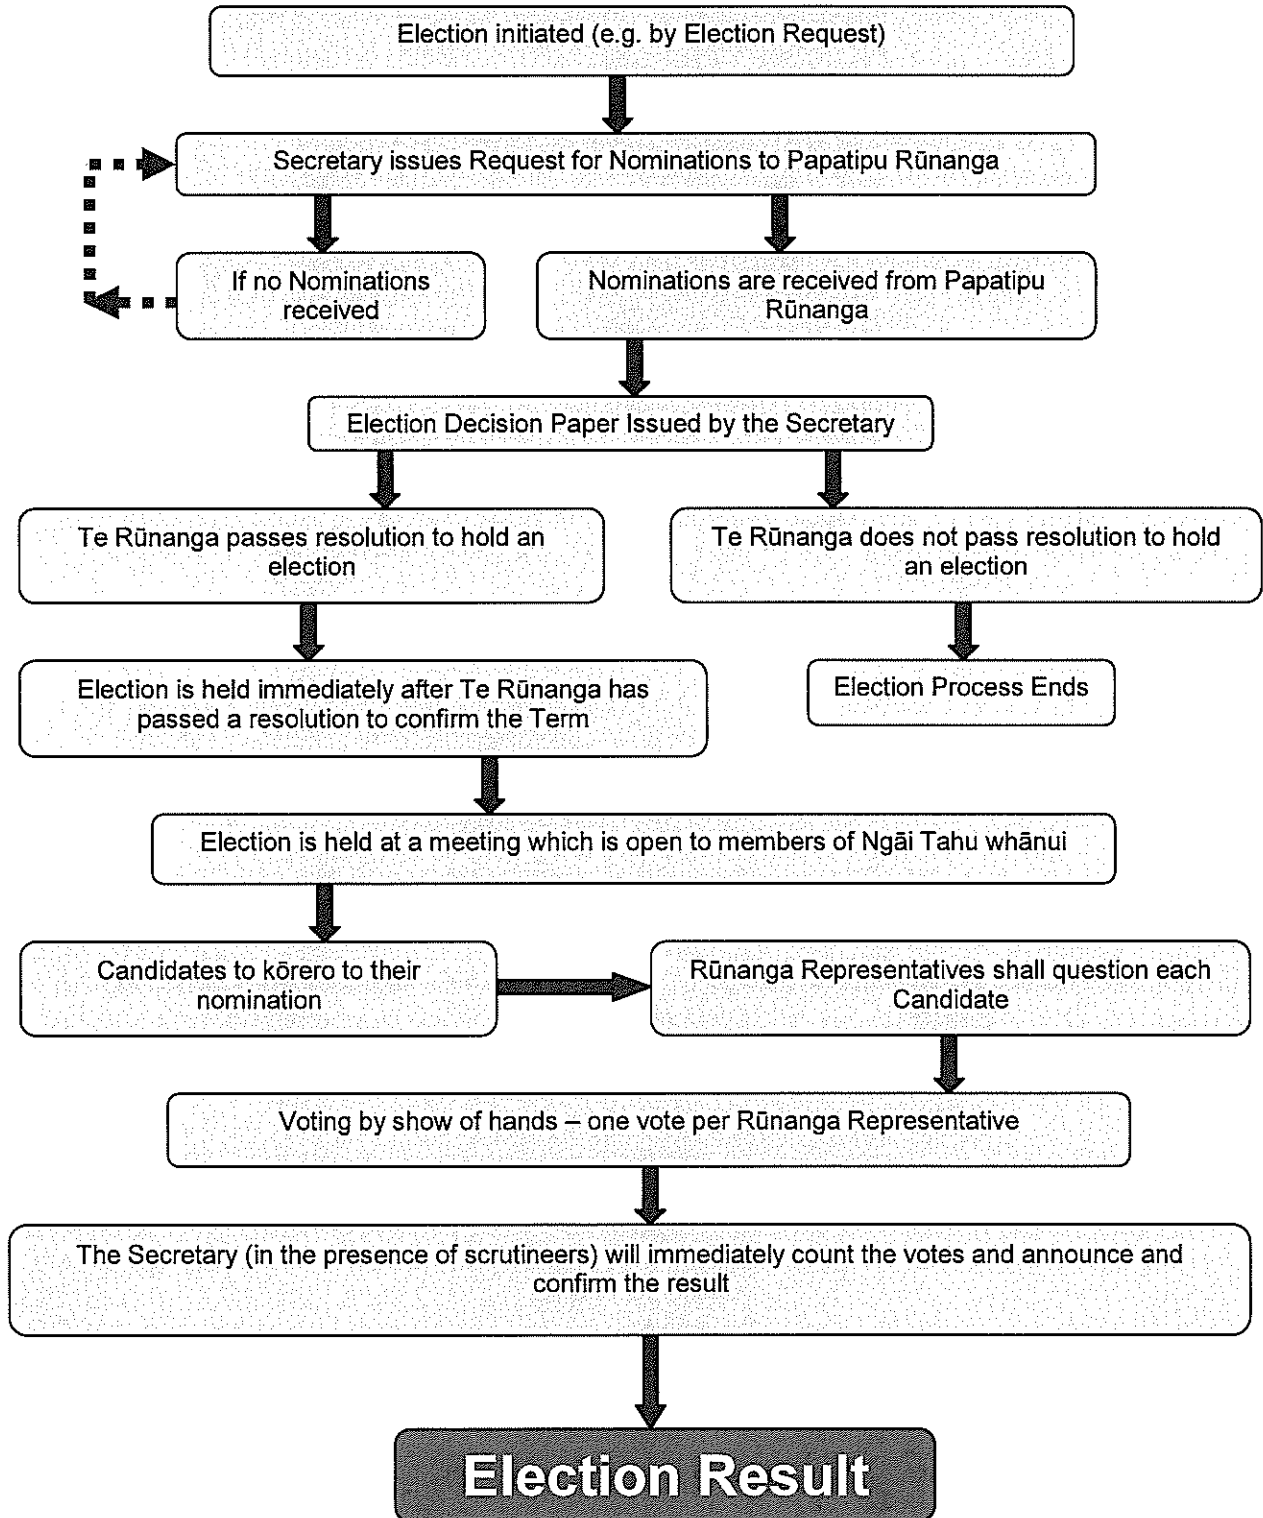 Election initiated (e.g. by Election Request)
Secretary issues Request for Nominations to Papatipu Rūnanga
If no Nominations
received
Nominations are received from Papatipu
Rūnanga
Election Decision Paper Issued by the Secretary
Te Rūnanga passes resolution to hold an
election
Te Rūnanga does not pass resolution to hold
an election
Election is held immediately after Te Rūnanga has
passed a resolution to confirm the Term
Election Process Ends
Election is held at a meeting which is open to members of Ngāi Tahu whānui
Candidates to kōrero to their
nomination
Rūnanga Representatives shall question each
Candidate
Voting by show of hands – one vote per Rūnanga Representative
The Secretary (in the presence of scrutineers) will immediately count the votes and announce and
confirm the result
Election Result